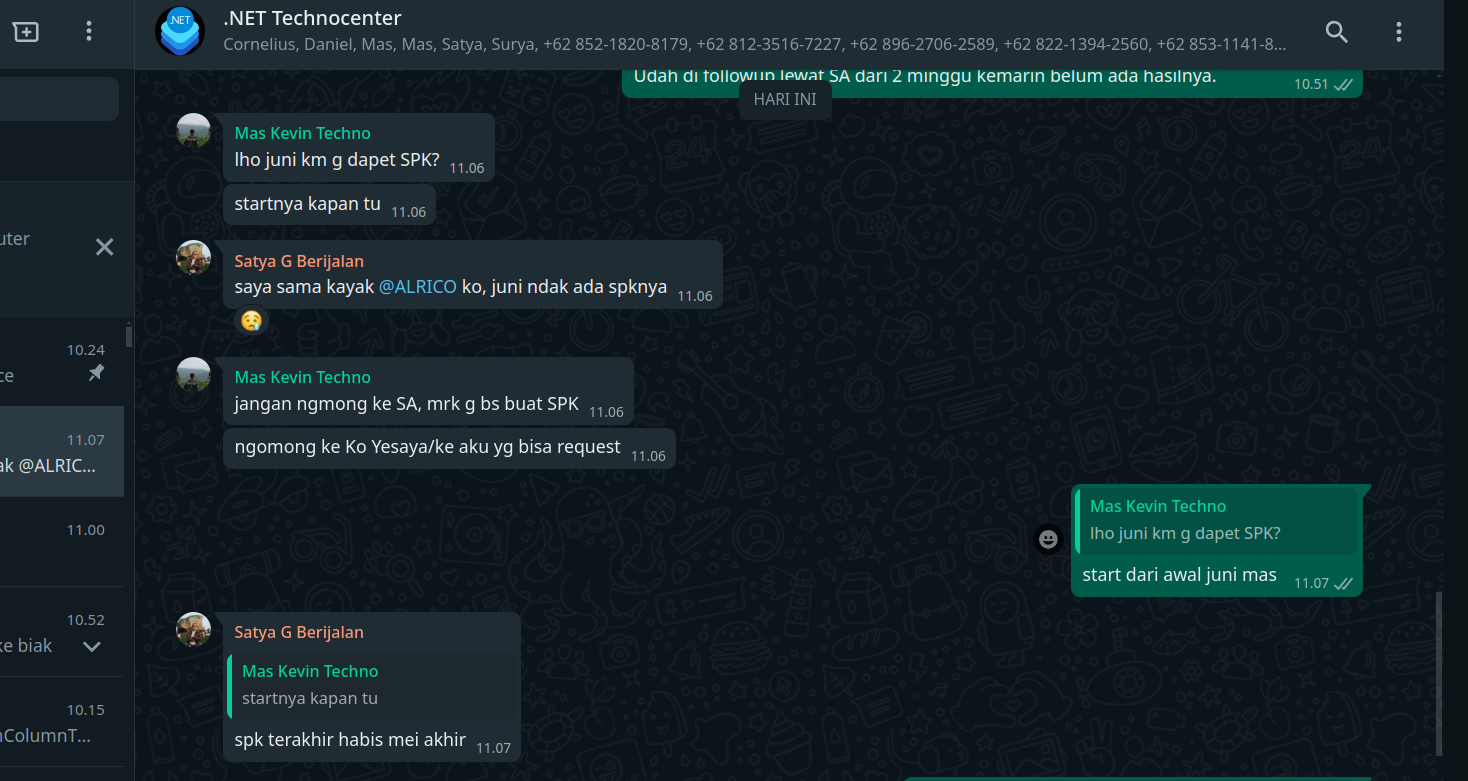 .NET
.NET Technocenter
Cornelius, Daniel, Mas, Mas, Satya, Surya, +62 852-1820-8179, +62 812-3516-7227, +62 896-2706-2589, +62 822-1394-2560, +62 853-1141-8...
Udah di followup lewat SA dari 2 minggu kemarin belum ada hasilnya.
10.51
HARI INI
Mas Kevin Techno
lho juni km g dapet SPK?
11.06
startnya kapan tu
11.06
Satya G Berijalan
saya sama kayak @ALRICO ko, juni ndak ada spknya
11.06
Mas Kevin Techno
jangan ngmong ke SA, mrk g bs buat SPK
11.06
ngomong ke Ko Yesaya/ke aku yg bisa request
11.06
Mas Kevin Techno
lho juni km g dapet SPK?
start dari awal juni mas
11.07
Satya G Berijalan
Mas Kevin Techno
startnya kapan tu
spk terakhir habis mei akhir
11.07
uter
10.24
ce
11.07
ak @ALRIC...
11.00
10.52
ke biak
10.15
nColumnT...